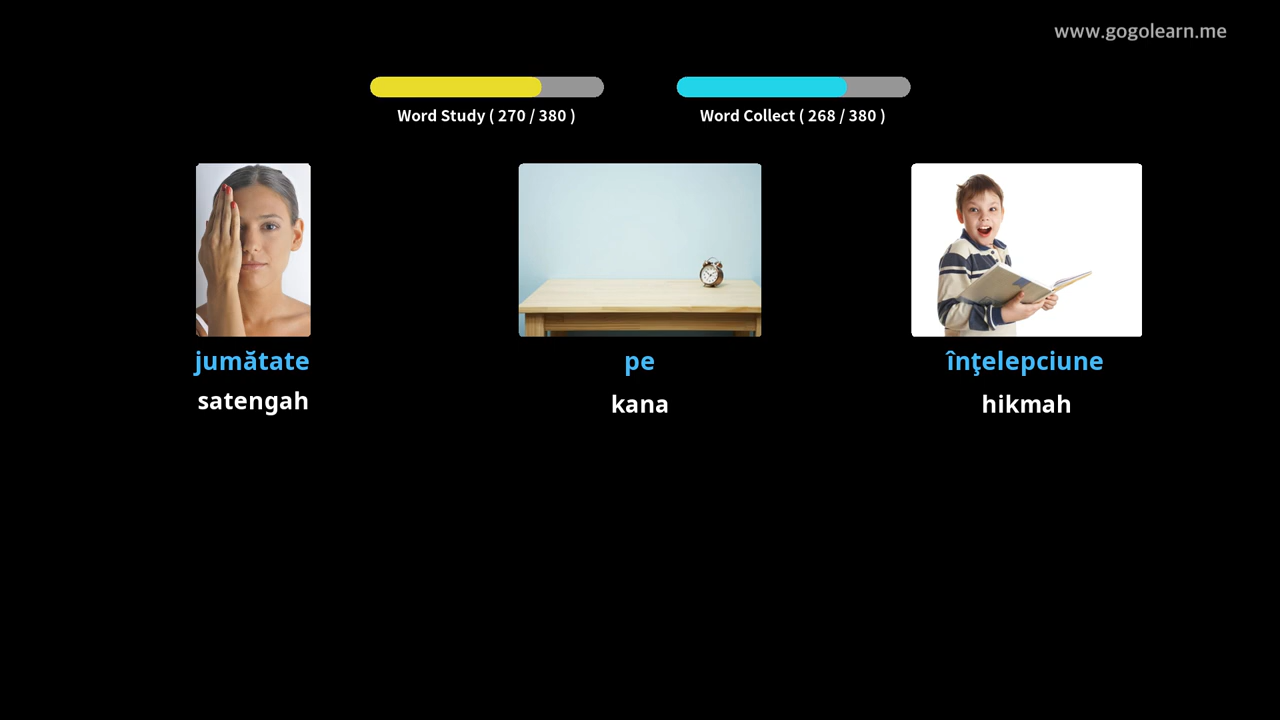 www.gogolearn.me
Word Study ( 270 / 380 )
Word Collect ( 268 / 380 )
jumătate
satengah
pe
kana
înţelepciune
hikmah